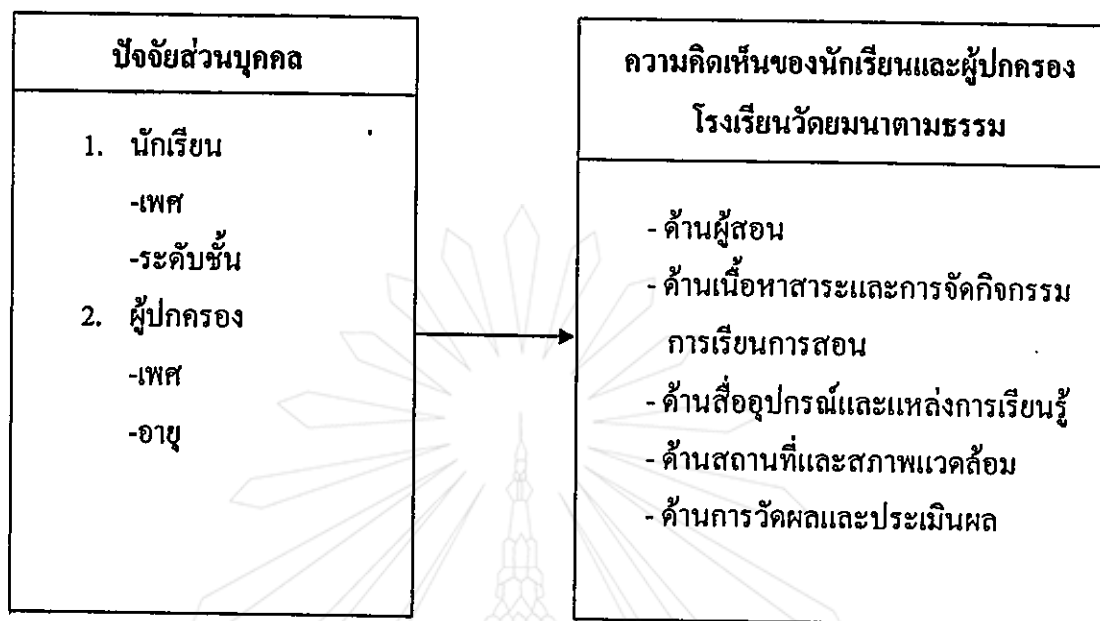 ปัจจัยส่วนบุคคล
1. นักเรียน
-เพศ
-ระดับชั้น
2. ผู้ปกครอง
-เพศ
-อายุ
ความคิดเห็นของนักเรียนและผู้ปกครอง
โรงเรียนวัดยมนาตามธรรม
- ด้านผู้สอน
- ด้านเนื้อหาสาระและการจัดกิจกรรม
การเรียนการสอน
- ด้านสื่ออุปกรณ์และแหล่งการเรียนรู้
- ด้านสถานที่และสภาพแวดล้อม
- ด้านการวัดผลและประเมินผล